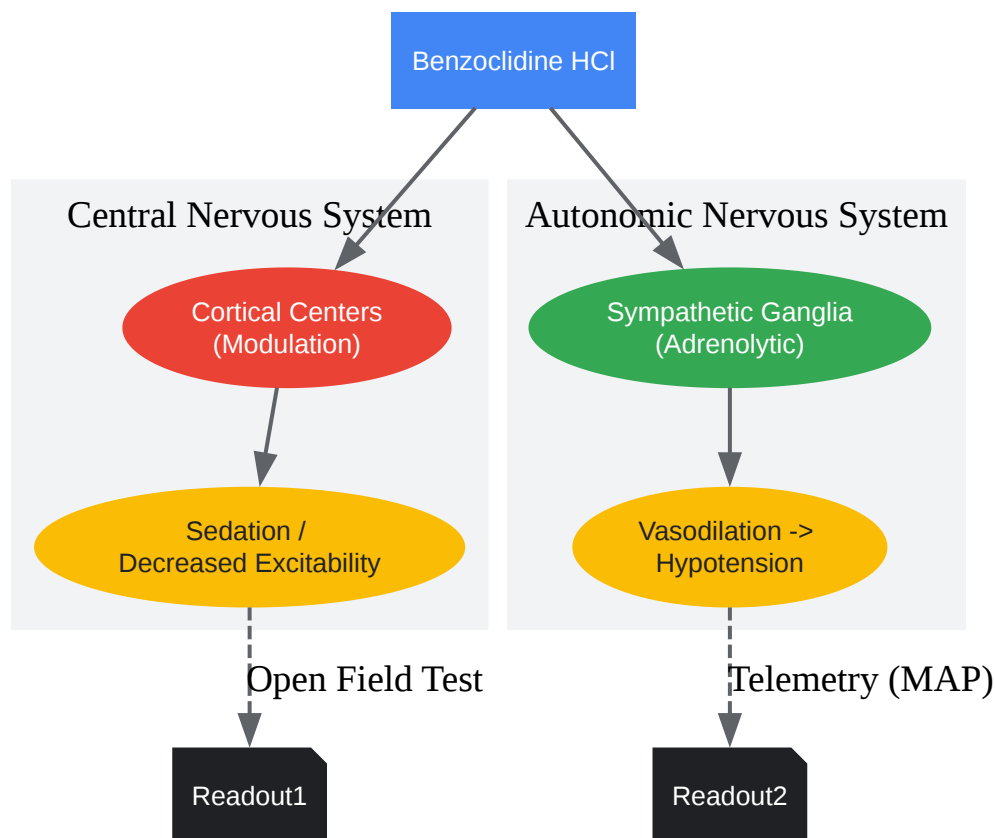 Benzoclidine HCl
Central Nervous System
Autonomic Nervous System
Cortical Centers
(Modulation)
Sympathetic Ganglia
(Adrenolytic)
Sedation /
Decreased Excitability
Vasodilation ->
Hypotension
Open Field Test
Telemetry (MAP)
Readout1
Readout2